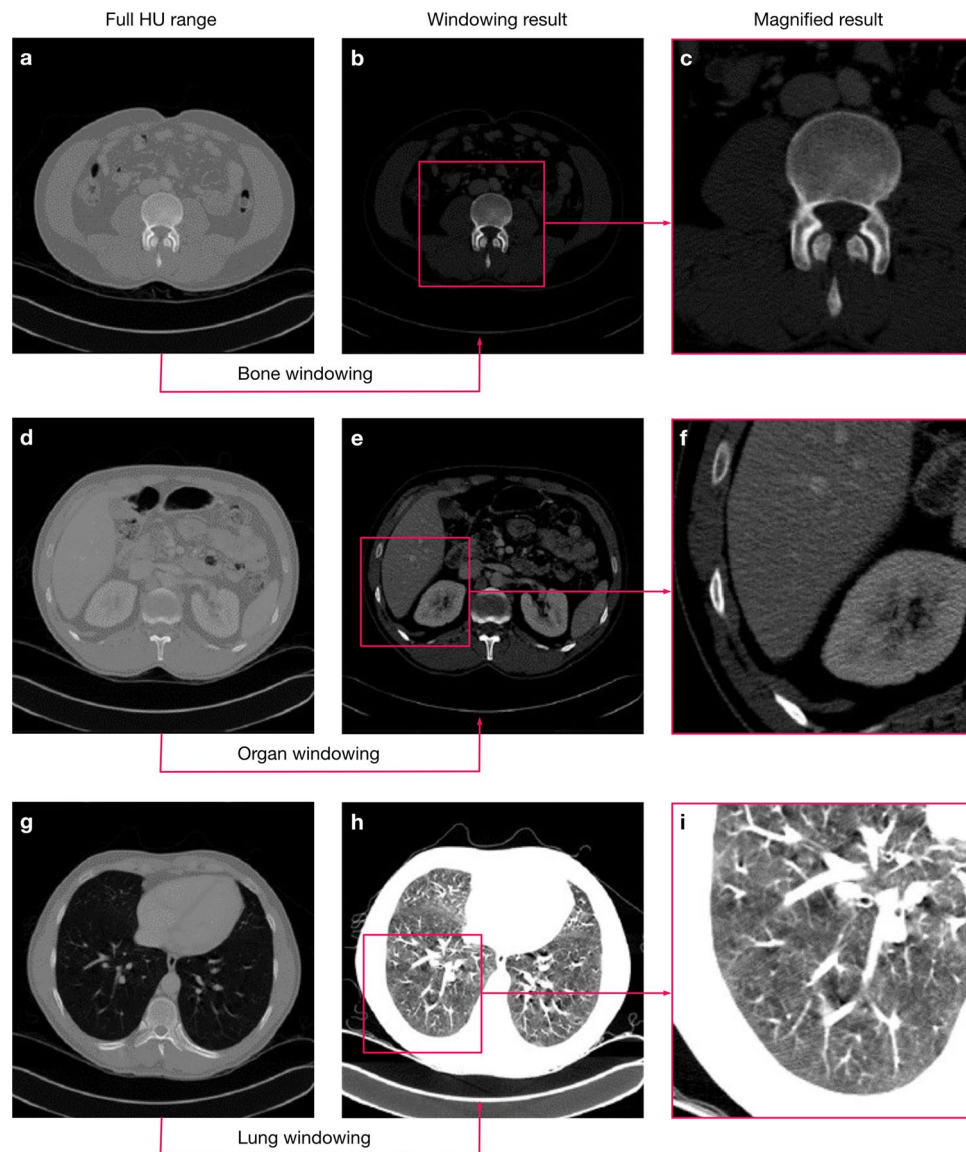 Full HU range
Windowing result
Magnified result
a
b
c
Bone windowing
d
e
f
Organ windowing
g
h
i
Lung windowing